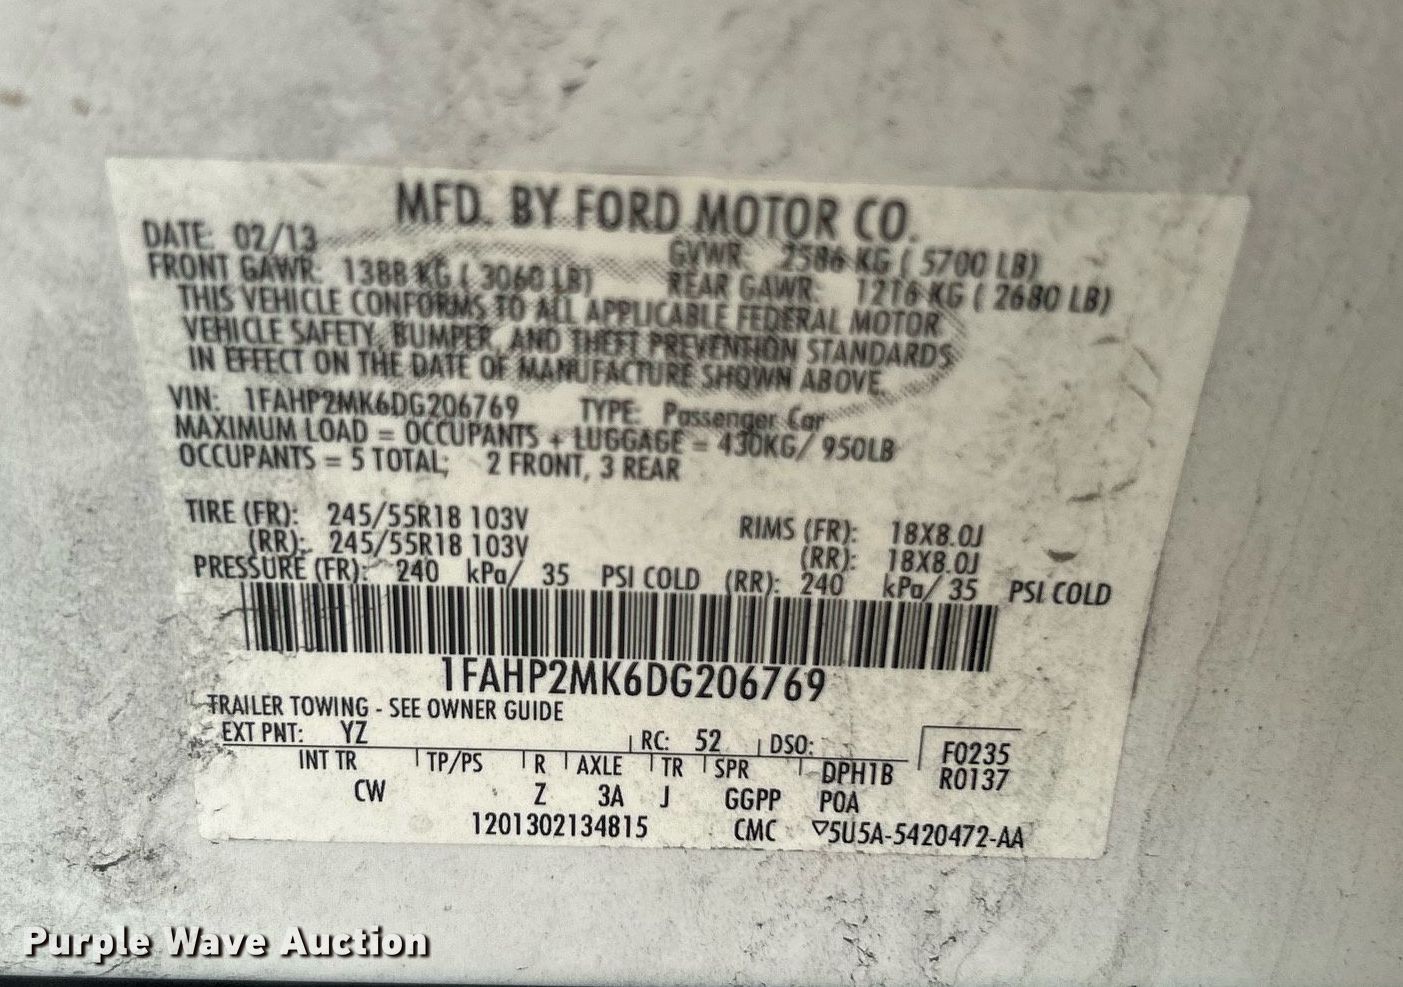 MFD. BY FORD MOTOR CO.
DATE: 02/13 GVWR: 2586 KG ( 5700 LB)
FRONT GAWR: 1388 KG ( 3060 LB) REAR GAWR: 1216 KG ( 2680 LB)
THIS VEHICLE CONFORMS TO ALL APPLICABLE FEDERAL MOTOR
VEHICLE SAFETY, BUMPER, AND THEFT PREVENTION STANDARDS
IN EFFECT ON THE DATE OF MANUFACTURE SHOWN ABOVE.
VIN: 1FAHP2MK6DG206769 TYPE: Passenger Car
MAXIMUM LOAD = OCCUPANTS + LUGGAGE = 430KG/ 950LB
OCCUPANTS = 5 TOTAL; 2 FRONT, 3 REAR
TIRE (FR): 245/55R18 103V RIMS (FR): 18X8.0J
(RR): 245/55R18 103V (RR): 18X8.0J
PRESSURE (FR): 240 kPa/ 35 PSI COLD (RR): 240 kPa/ 35 PSI COLD
1FAHP2MK6DG206769
TRAILER TOWING - SEE OWNER GUIDE
EXT PNT: YZ RC: 52 DSO: F0235
INT TR TP/PS R AXLE TR SPR DPH1B R0137
CW Z 3A J GGPP P0A
1201302134815 CMC ▽5U5A-5420472-AA
Purple Wave Auction